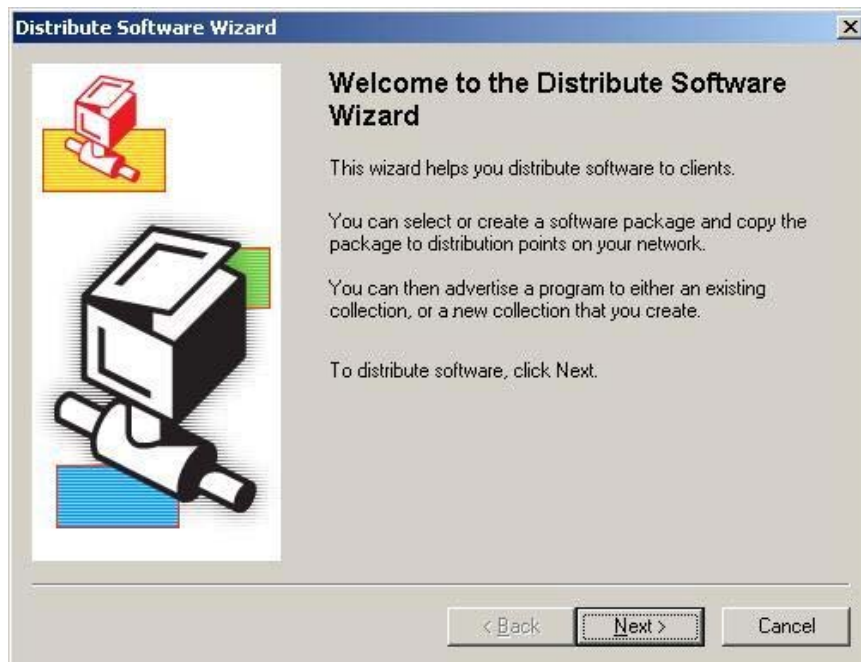 Distribute Software Wizard
Welcome to the Distribute Software
Wizard
This wizard helps you distribute software to clients.
You can select or create a software package and copy the
package to distribution points on your network.
You can then advertise a program to either an existing
collection, or a new collection that you create.
To distribute software, click Next.
< Back
Next >
Cancel